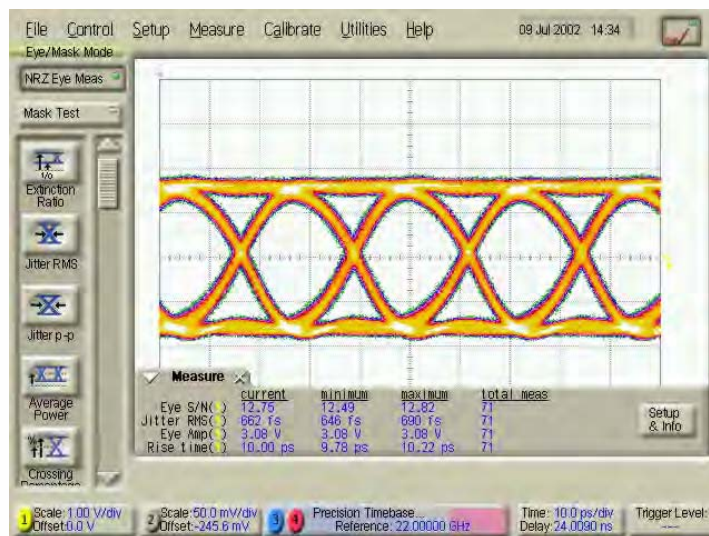 File Control Setup Measure Calibrate Utilities Help 09 Jul 2002 14:34
Eye/Mask Mode
NRZ Eye Meas
Mask Test
1/0
Extinction
Ratio
Jitter RMS
Jitter p-p
Average
Power
Crossing
Percentage
Measure
current minimum maximum total meas
Eye S/N( ) 12.75 12.49 12.82 71
Jitter RMS( ) 662 fs 646 fs 690 fs 71
Eye Amp( ) 3.08 V 3.08 V 3.08 V 71
Rise time( ) 10.00 ps 9.78 ps 10.22 ps 71
Setup
& Info
1 Scale: 1.00 V/div
Offset: 0.0 V
2 Scale: 50.0 mV/div
Offset: -245.6 mV
3 4
Precision Timebase...
Reference: 22.00000 GHz
Time: 10.0 ps/div
Delay: 24.0090 ns
Trigger Level:
---